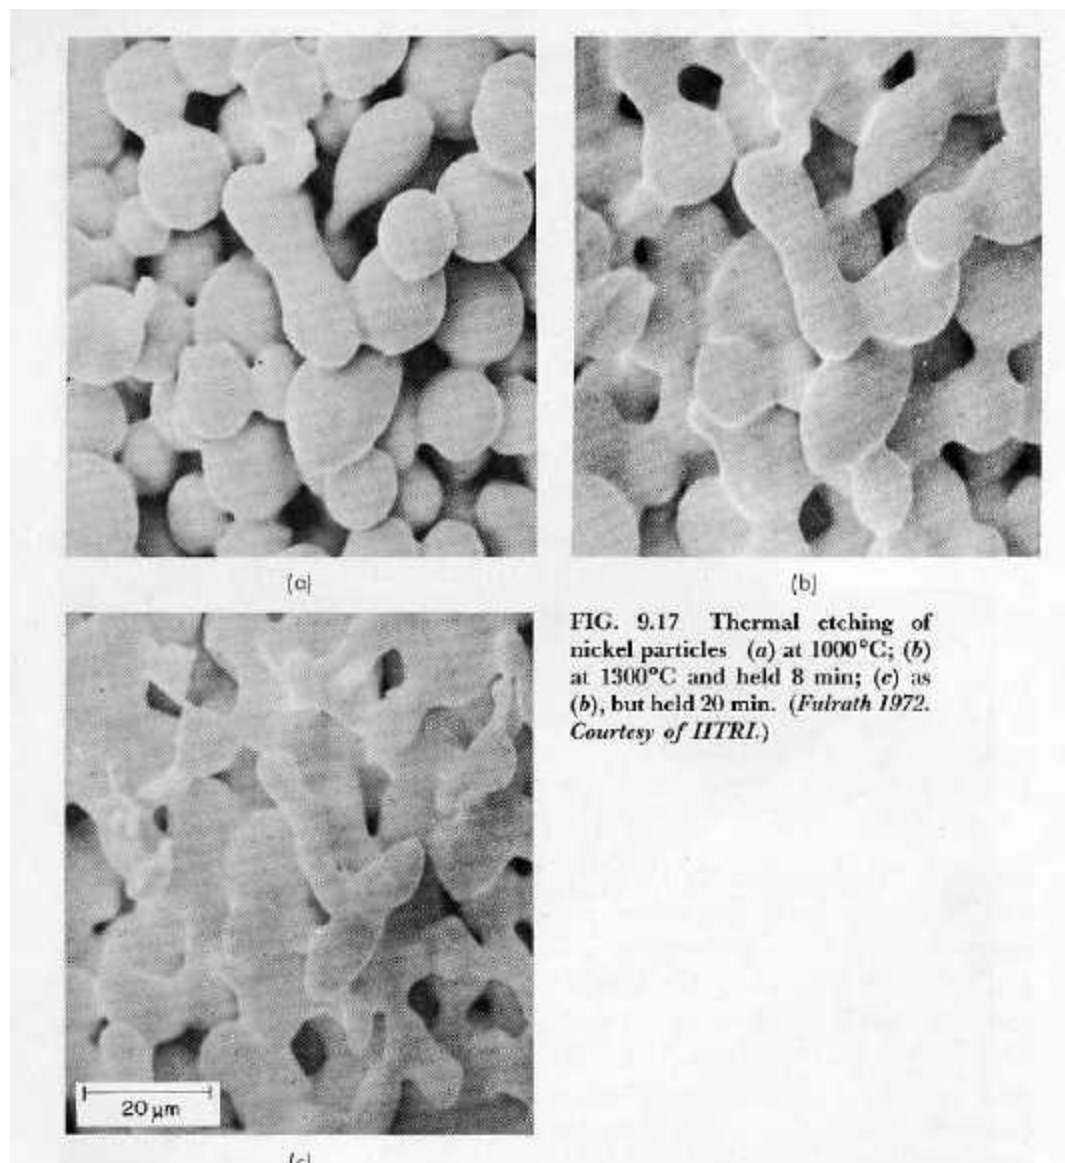 (a)
(b)
FIG. 9.17 Thermal etching of
nickel particles (a) at 1000°C; (b)
at 1300°C and held 8 min; (c) as
(b), but held 20 min. (Fulrath 1972.
Courtesy of IITRI.)
20 μm
(c)